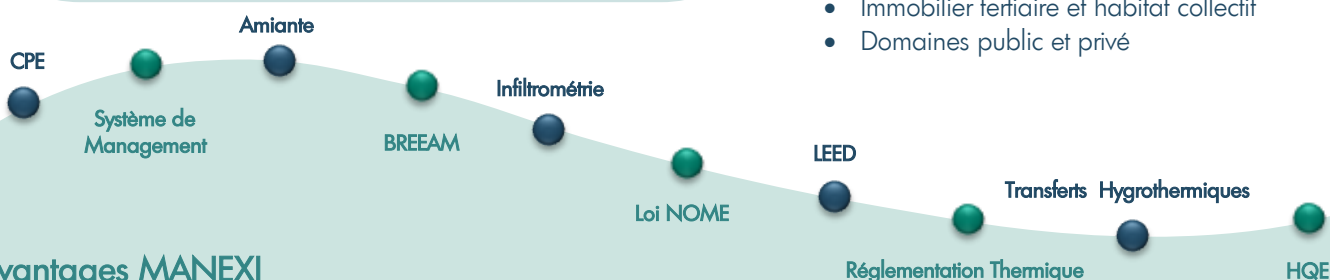 Immobilier tertiaire et habitat collectif
• Domaines public et privé
Amiante
CPE
Système de
Management
Infiltrométrie
BREEAM
LEED
Loi NOME
Transferts Hygrothermiques
Réglementation Thermique
HQE
vantages MANEXI